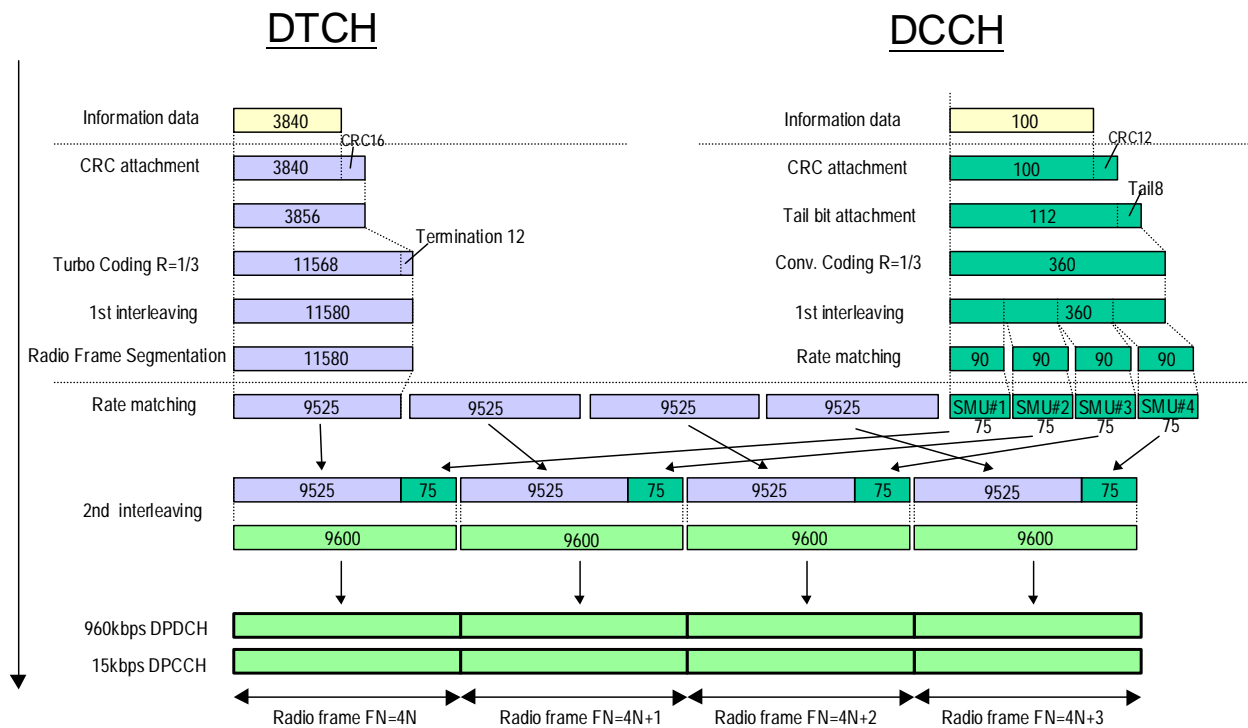 DTCH
DCCH
Information data
3840
Information data
100
CRC16
CRC12
CRC attachment
3840
CRC attachment
100
Tail8
3856
Tail bit attachment
112
Termination 12
Turbo Coding R=1/3
11568
Conv. Coding R=1/3
360
1st interleaving
11580
1st interleaving
360
Radio Frame Segmentation
11580
Rate matching
90 90 90 90
Rate matching
9525 9525 9525 9525
SMU#1 SMU#2 SMU#3 SMU#4
75 75 75 75
2nd interleaving
9525 75 9525 75 9525 75 9525 75
9600 9600 9600 9600
960kbps DPDCH
15kbps DPCCH
Radio frame FN=4N Radio frame FN=4N+1 Radio frame FN=4N+2 Radio frame FN=4N+3